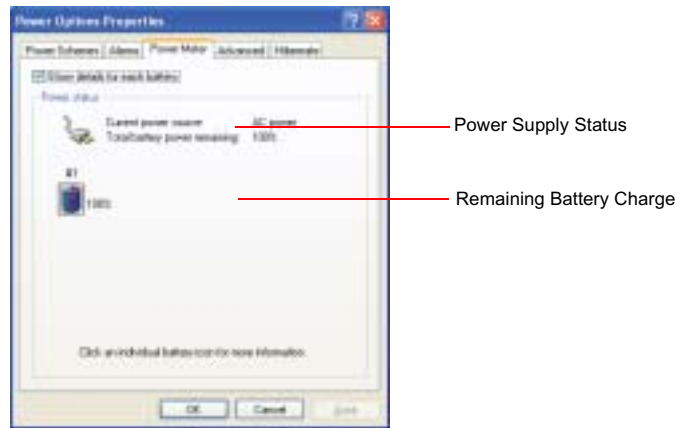 Power Options Properties
Power Schemes Alarms Power Meter Advanced Hibernate
Show details for each battery.
Power status
Current power source: AC power
Total battery power remaining: 100%
Power Supply Status
#1
100%
Remaining Battery Charge
Click an individual battery icon for more information.
OK Cancel Apply